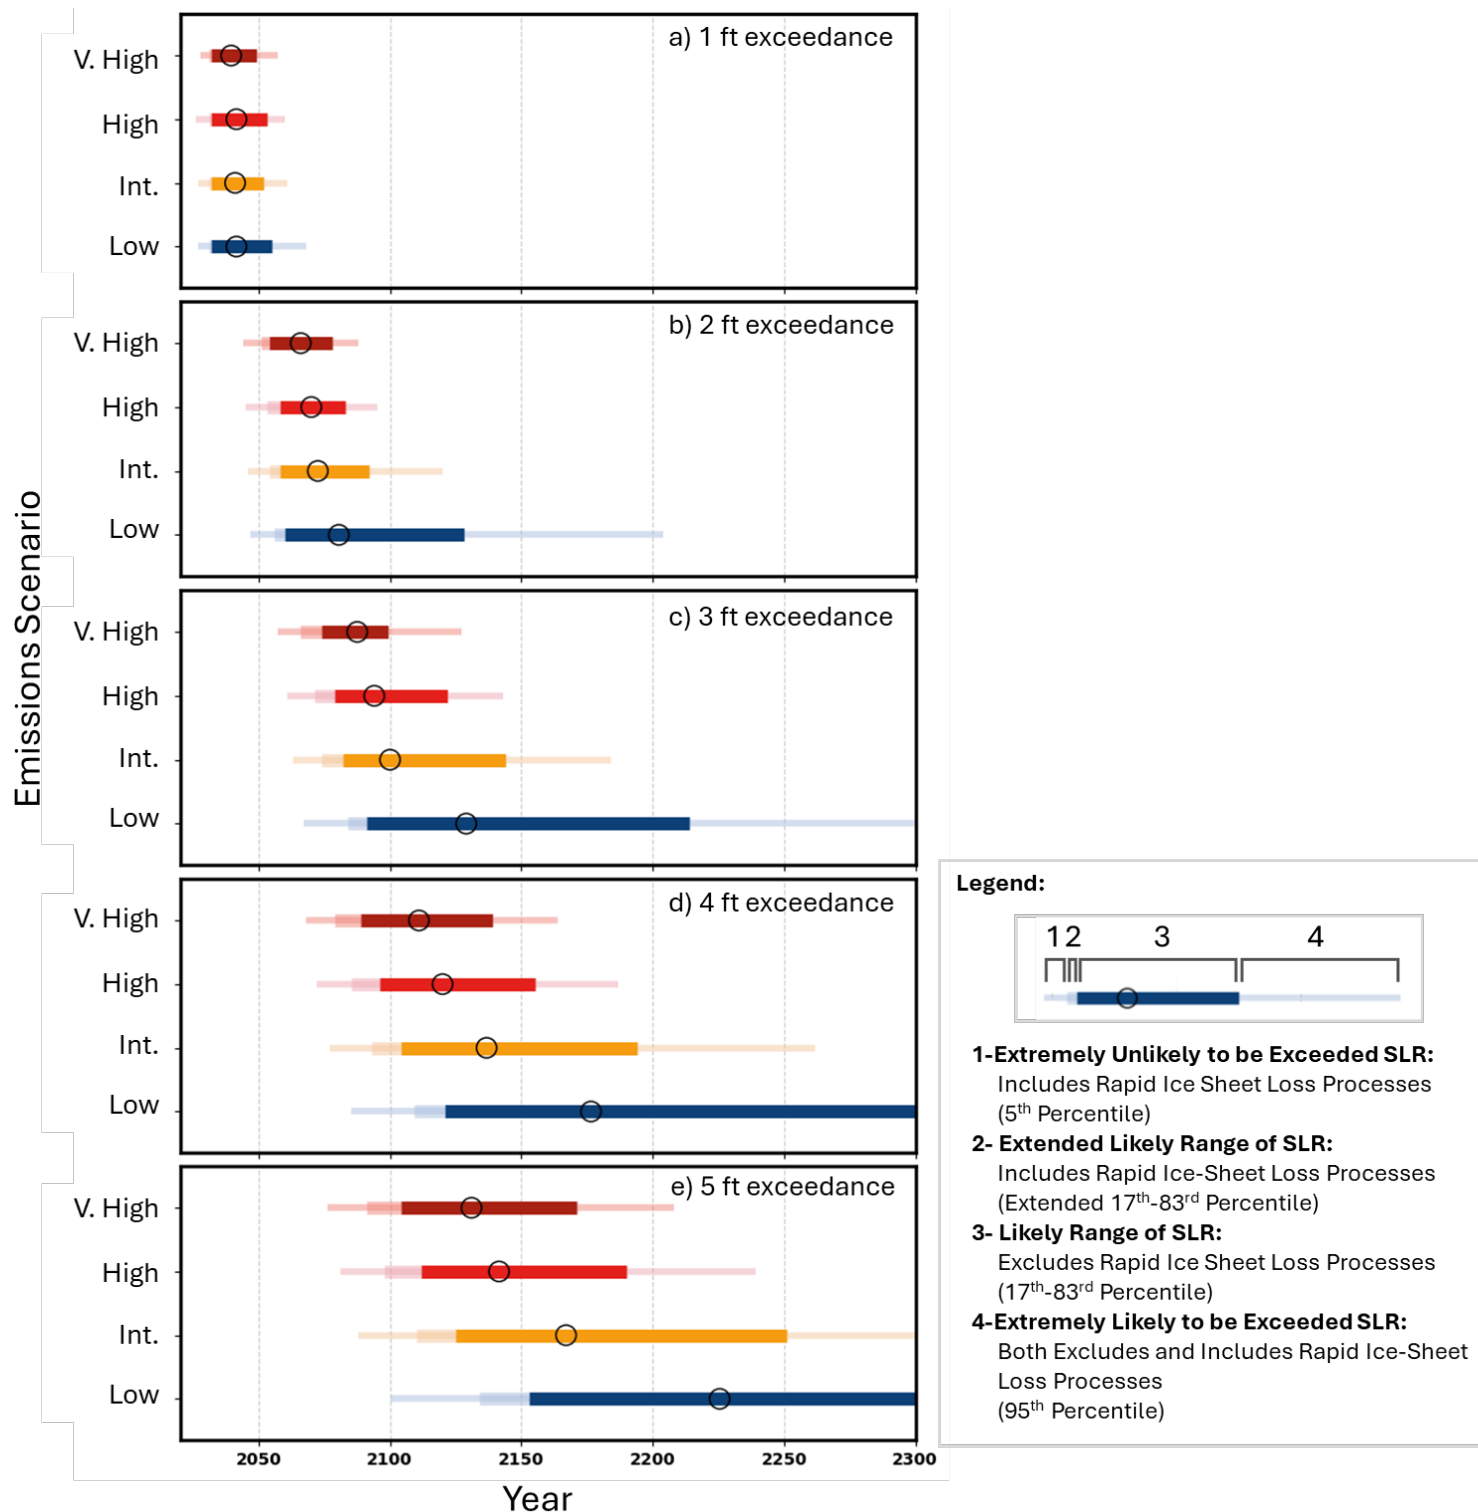 Emissions Scenario
a) 1 ft exceedance
V. High
High
Int.
Low
b) 2 ft exceedance
V. High
High
Int.
Low
c) 3 ft exceedance
V. High
High
Int.
Low
d) 4 ft exceedance
V. High
High
Int.
Low
e) 5 ft exceedance
V. High
High
Int.
Low
2050 2100 2150 2200 2250 2300
Year
Legend:
1 2 3 4
1-Extremely Unlikely to be Exceeded SLR:
Includes Rapid Ice Sheet Loss Processes
(5th Percentile)
2- Extended Likely Range of SLR:
Includes Rapid Ice-Sheet Loss Processes
(Extended 17th-83rd Percentile)
3- Likely Range of SLR:
Excludes Rapid Ice Sheet Loss Processes
(17th-83rd Percentile)
4-Extremely Likely to be Exceeded SLR:
Both Excludes and Includes Rapid Ice-Sheet
Loss Processes
(95th Percentile)